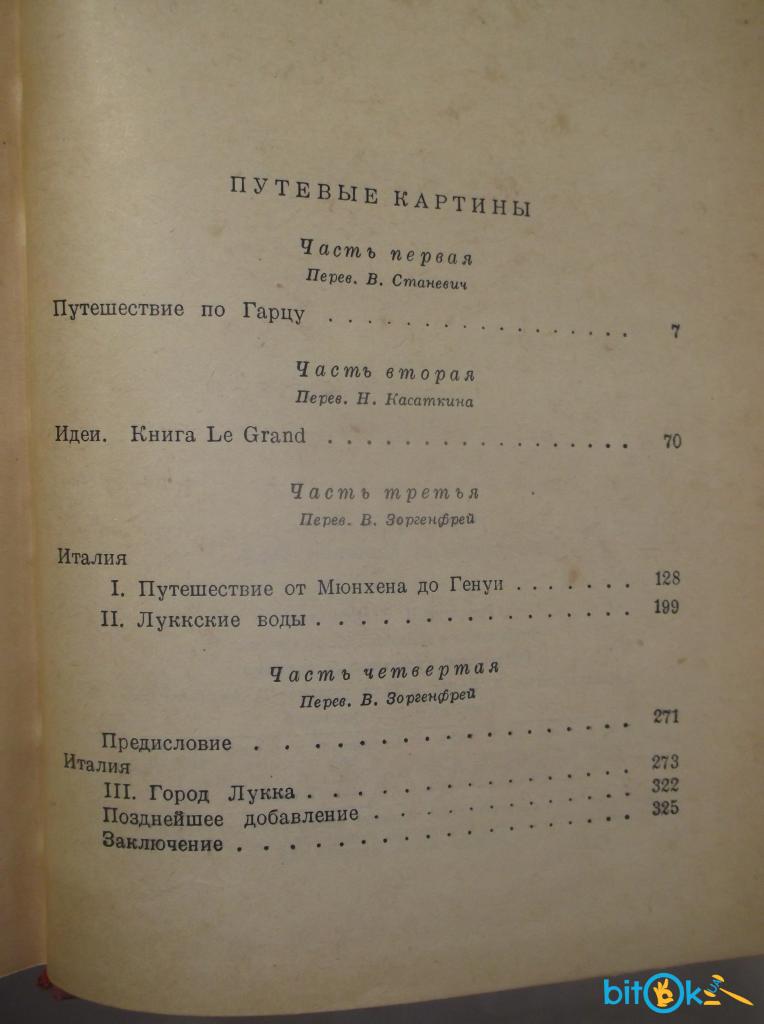 ПУТЕВЫЕ КАРТИНЫ
Часть первая
Перев. В. Станевич
Путешествие по Гарцу . . . . . . . . . . . . . . . . 7
Часть вторая
Перев. Н. Касаткина
Идеи. Книга Le Grand . . . . . . . . . . . . . . . . 70
Часть третья
Перев. В. Зоргенфрей
Италия
I. Путешествие от Мюнхена до Генуи . . . . . . . 128
II. Луккские воды . . . . . . . . . . . . . . . . 199
Часть четвертая
Перев. В. Зоргенфрей
Предисловие . . . . . . . . . . . . . . . . 271
Италия
III. Город Лукка . . . . . . . . . . . . . . . . 273
Позднейшее добавление . . . . . . . . . . . 322
Заключение . . . . . . . . . . . . . . . . 325
bitOk UA